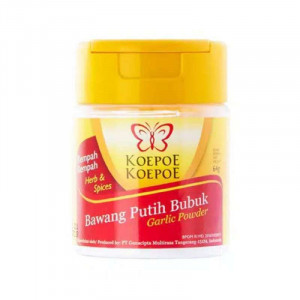 KOEPOE
KOEPOE
Rempah
Rempah
Herb &
Spices
Bawang Putih Bubuk
Garlic Powder